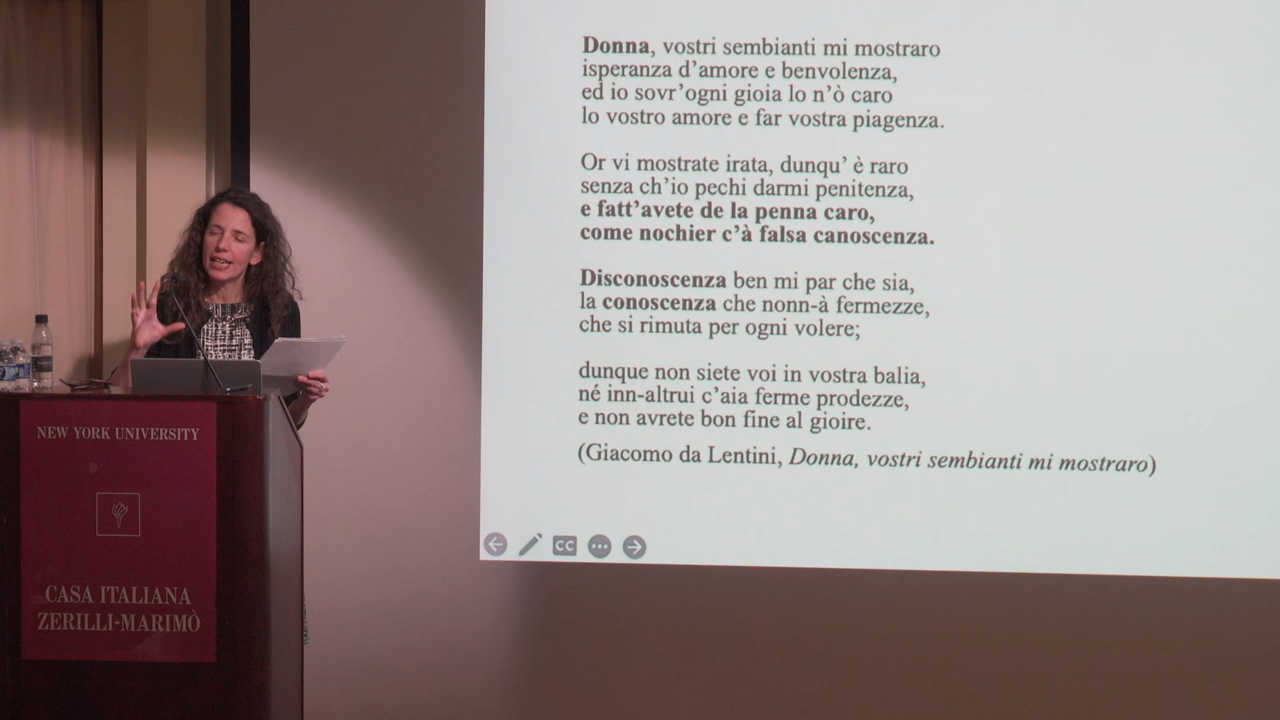 Donna, vostri sembianti mi mostraro
isperanza d'amore e benvolenza,
ed io sovr'ogni gioia lo n'ò caro
lo vostro amore e far vostra piagenza.
Or vi mostrate irata, dunqu' è raro
senza ch'io pechi darmi penitenza,
e fatt'avete de la penna caro,
come nochier c'à falsa canoscenza.
Disconoscenza ben mi par che sia,
la conoscenza che nonn-à fermezze,
che si rimuta per ogni volere;
dunque non siete voi in vostra balia,
né inn-altrui c'aia ferme prodezze,
e non avrete bon fine al gioire.
(Giacomo da Lentini, Donna, vostri sembianti mi mostraro)
CC
NEW YORK UNIVERSITY
CASA ITALIANA
ZERILLI-MARIMÒ